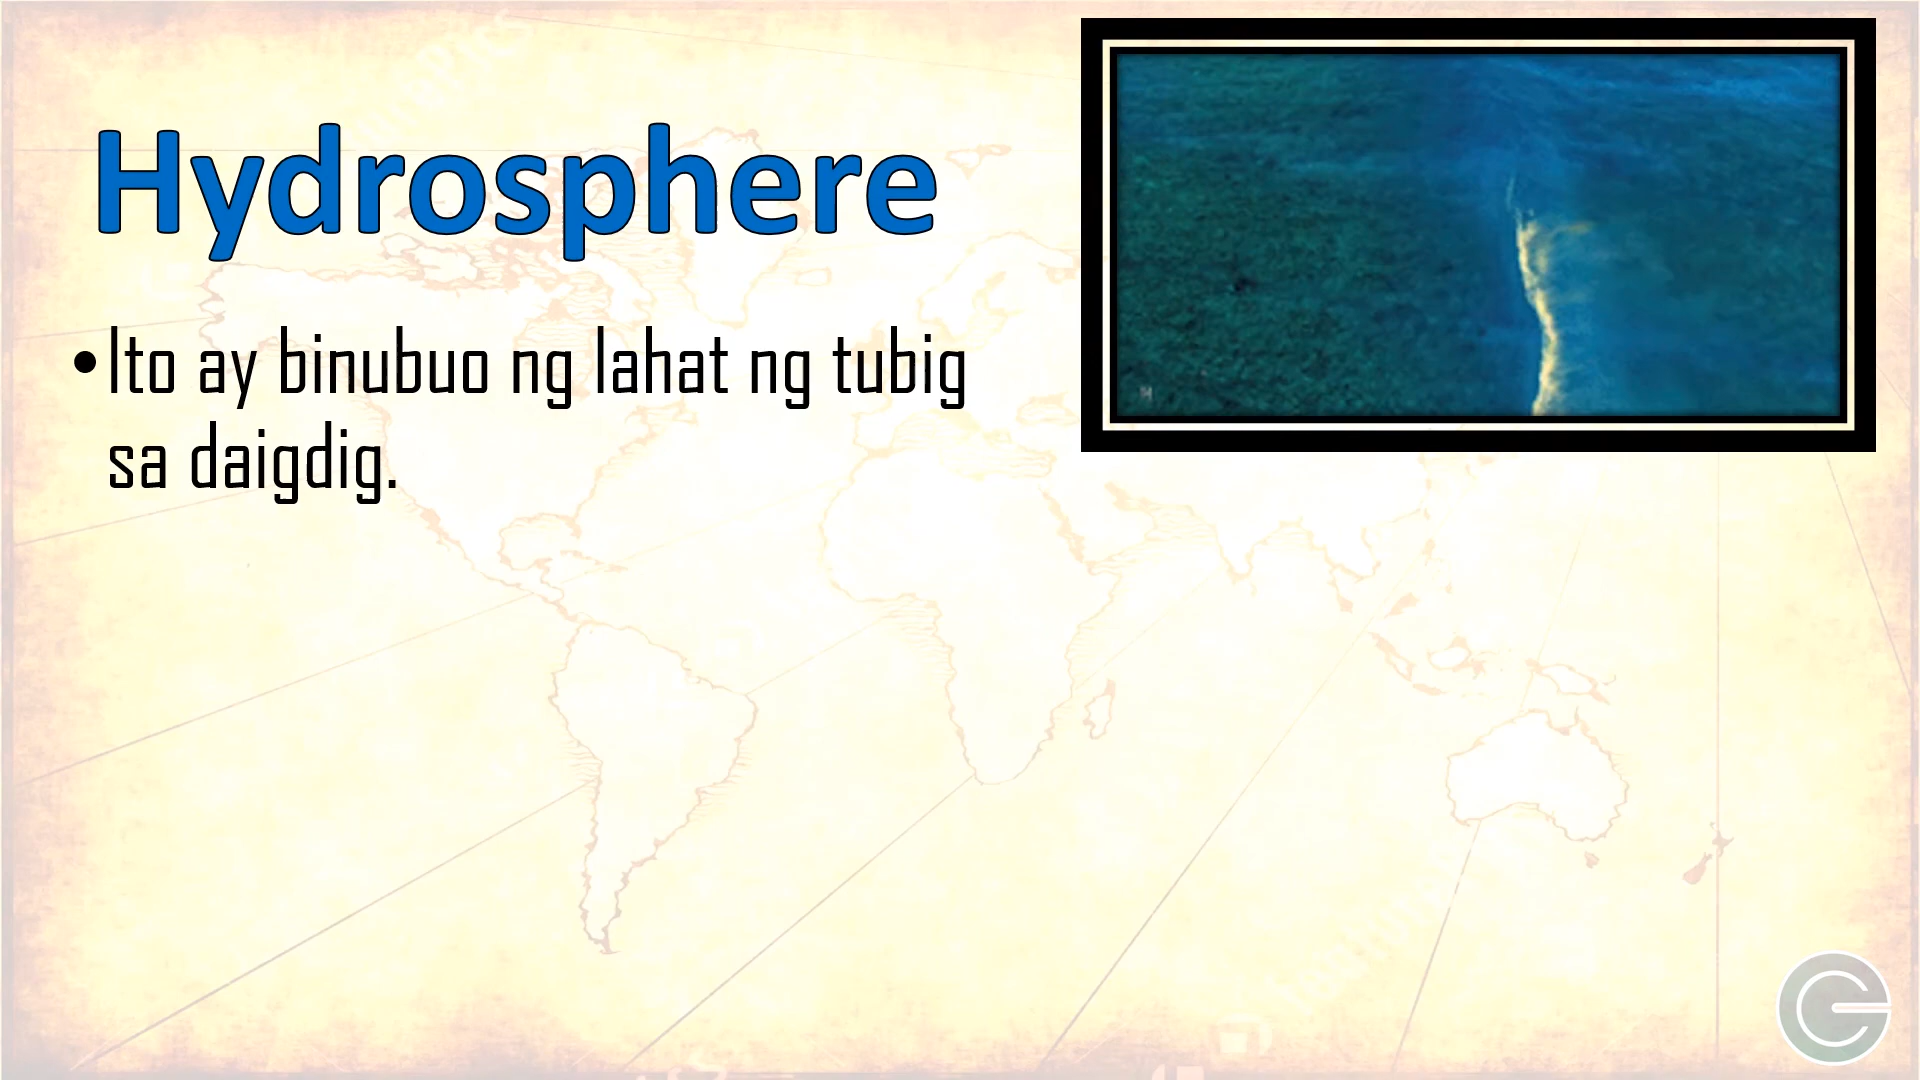 Hydrosphere
•Ito ay binubuo ng lahat ng tubig
sa daigdig.